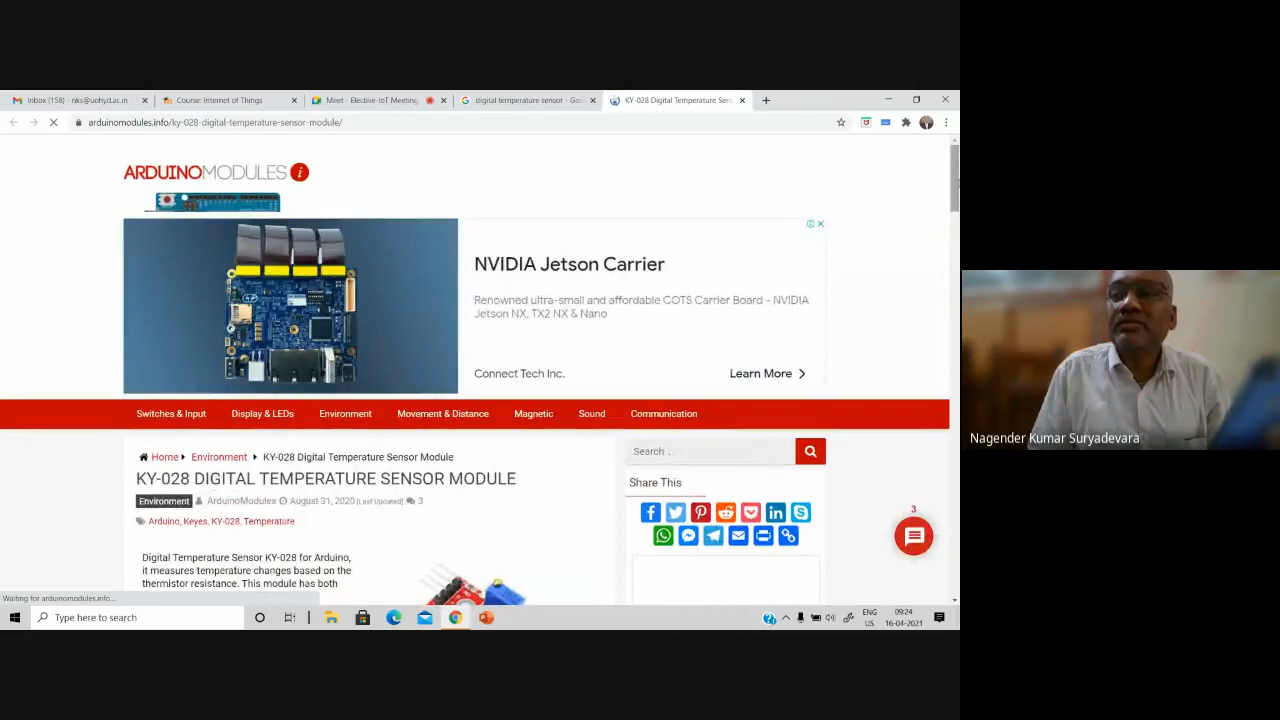 Inbox (158) - nks@uohyd.ac.in -
Course: Internet of Things
Meet - Elective-IoT Meeting
digital temperature sensor - Goo
KY-028 Digital Temperature Sens
arduinomodules.info/ky-028-digital-temperature-sensor-module/
ARDUINOMODULES i
NVIDIA Jetson Carrier
Renowned ultra-small and affordable COTS Carrier Board - NVIDIA
Jetson NX, TX2 NX & Nano
Connect Tech Inc.
Learn More
Switches & Input Display & LEDs Environment Movement & Distance Magnetic Sound Communication
Home Environment KY-028 Digital Temperature Sensor Module
Search ...
KY-028 DIGITAL TEMPERATURE SENSOR MODULE
Share This
Environment ArduinoModules August 31, 2020 [Last Updated] 3
Arduino, Keyes, KY-028, Temperature
3
Digital Temperature Sensor KY-028 for Arduino,
it measures temperature changes based on the
thermistor resistance. This module has both
Waiting for arduinomodules.info...
Type here to search
ENG
US
09:24
16-04-2021
Nagender Kumar Suryadevara